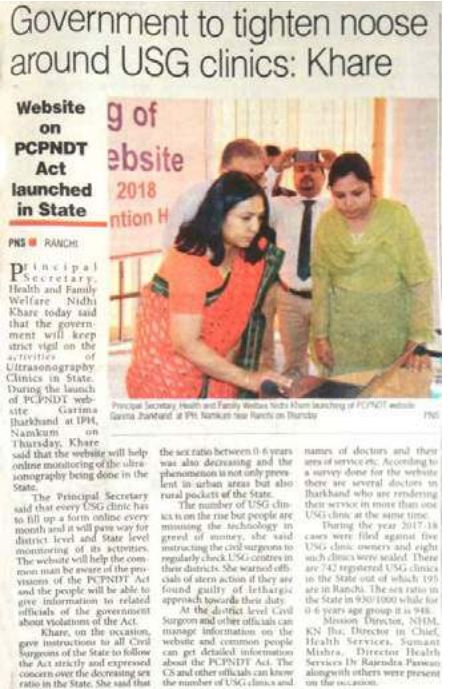 Government to tighten noose
around USG clinics: Khare
Website
on
PCPNDT
Act
launched
in State
g of
ebsite
2018
ntion H
PNS RANCHI
Principal
Secretary,
Health and Family
Welfare Nidhi
Khare today said
that the govern-
ment will keep
strict vigil on the
activities of
Ultrasonography
Clinics in State.
During the launch
of PCPNDT web-
site Garima
Jharkhand at IPH,
Namkum on
Thursday, Khare
said that the website will help
online monitoring of the ultra-
sonography being done in the
State.
The Principal Secretary
said that every USG clinic has
to fill up a form online every
month and it will pave way for
district level and State level
monitoring of its activities.
The website will help the com-
mon man be aware of the pro-
visions of the PCPNDT Act
and the people will be able to
give information to related
officials of the government
about violations of the Act.
Khare, on the occasion,
gave instructions to all Civil
Surgeons of the State to follow
the Act strictly and expressed
concern over the decreasing sex
ratio in the State. She said that
Principal Secretary, Health and Family Welfare Nidhi Khare launching of PCPNDT website
Garima Jharkhand at IPH, Namkum near Ranchi on Thursday PNS
the sex ratio between 0-6 years
was also decreasing and the
phenomenon is not only preva-
lent in urban areas but also
rural pockets of the State.
The number of USG clin-
ics is on the rise but people are
misusing the technology in
greed of money, she said
instructing the civil surgeons to
regularly check USG centres in
their districts. She warned offi-
cials of stern action if they are
found guilty of lethargic
approach towards their duty.
At the district level Civil
Surgeon and other officials can
manage information on the
website and common people
can get detailed information
about the PCPNDT Act. The
CS and other officials can know
the number of USG clinics and
names of doctors and their
area of service etc. According to
a survey done for the website
there are several doctors in
Jharkhand who are rendering
their service in more than one
USG clinic at the same time.
During the year 2017-18
cases were filed against five
USG clinic owners and eight
such clinics were sealed. There
are 742 registered USG clinics
in the State out of which 195
are in Ranchi. The sex ratio in
the State in 930/1000 while for
0-6 years age group it is 948.
Mission Director, NHM,
KN Jha, Director in Chief,
Health Services, Sumant
Mishra, Director Health
Services Dr Rajendra Paswan
alongwith others were present
on the occasion.